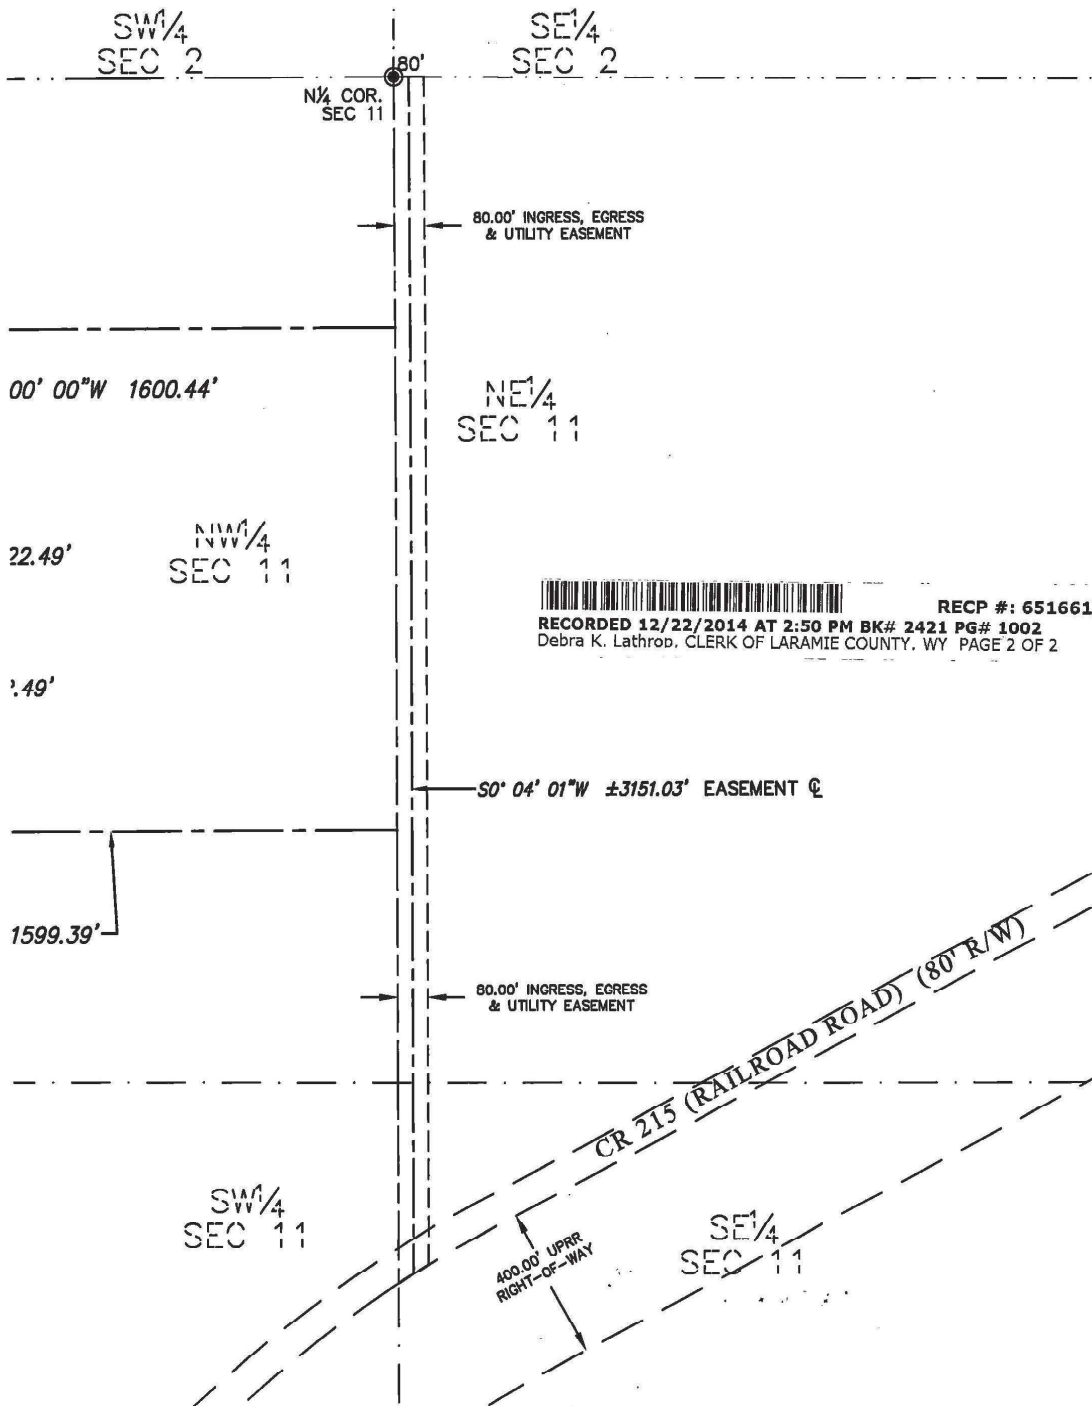 SW1/4
SEC 2
SE1/4
SEC 2
80'
N1/4 COR.
SEC 11
80.00' INGRESS, EGRESS
& UTILITY EASEMENT
00' 00"W 1600.44'
NE1/4
SEC 11
NW1/4
SEC 11
22.49'
RECP #: 651661
RECORDED 12/22/2014 AT 2:50 PM BK# 2421 PG# 1002
Debra K. Lathrop, CLERK OF LARAMIE COUNTY, WY PAGE 2 OF 2
.49'
S0° 04' 01"W ±3151.03' EASEMENT ℄
1599.39'
80.00' INGRESS, EGRESS
& UTILITY EASEMENT
CR 215 (RAILROAD ROAD) (80' R/W)
SW1/4
SEC 11
SE1/4
SEC 11
400.00' UPRR
RIGHT-OF-WAY